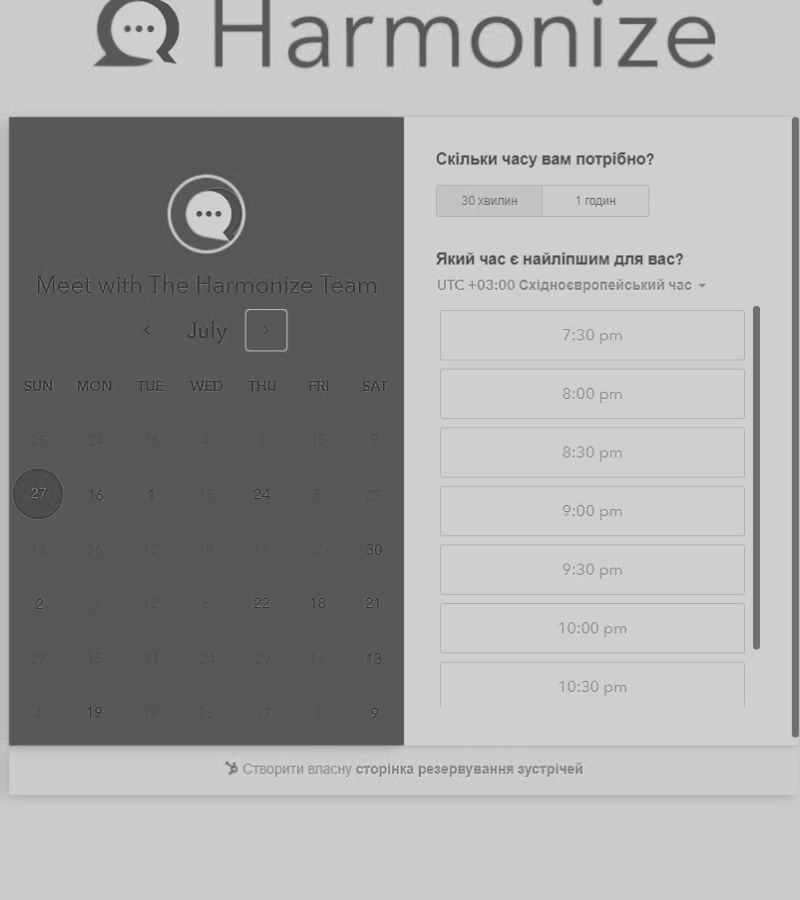 Harmonize
Meet with The Harmonize Team
July
SUN MON TUE WED THU FRI SAT
25 24 16 4 1 15 9
27 16 1 15 24 5 27
18 26 12 19 11 2 30
2 3 12 6 22 18 21
27 15 31 24 29 11 13
4 19 19 26 17 1 9
Скільки часу вам потрібно?
30 хвилин 1 годин
Який час є найліпшим для вас?
UTC +03:00 Східноєвропейський час
7:30 pm
8:00 pm
8:30 pm
9:00 pm
9:30 pm
10:00 pm
10:30 pm
Створити власну сторінка резервування зустрічей